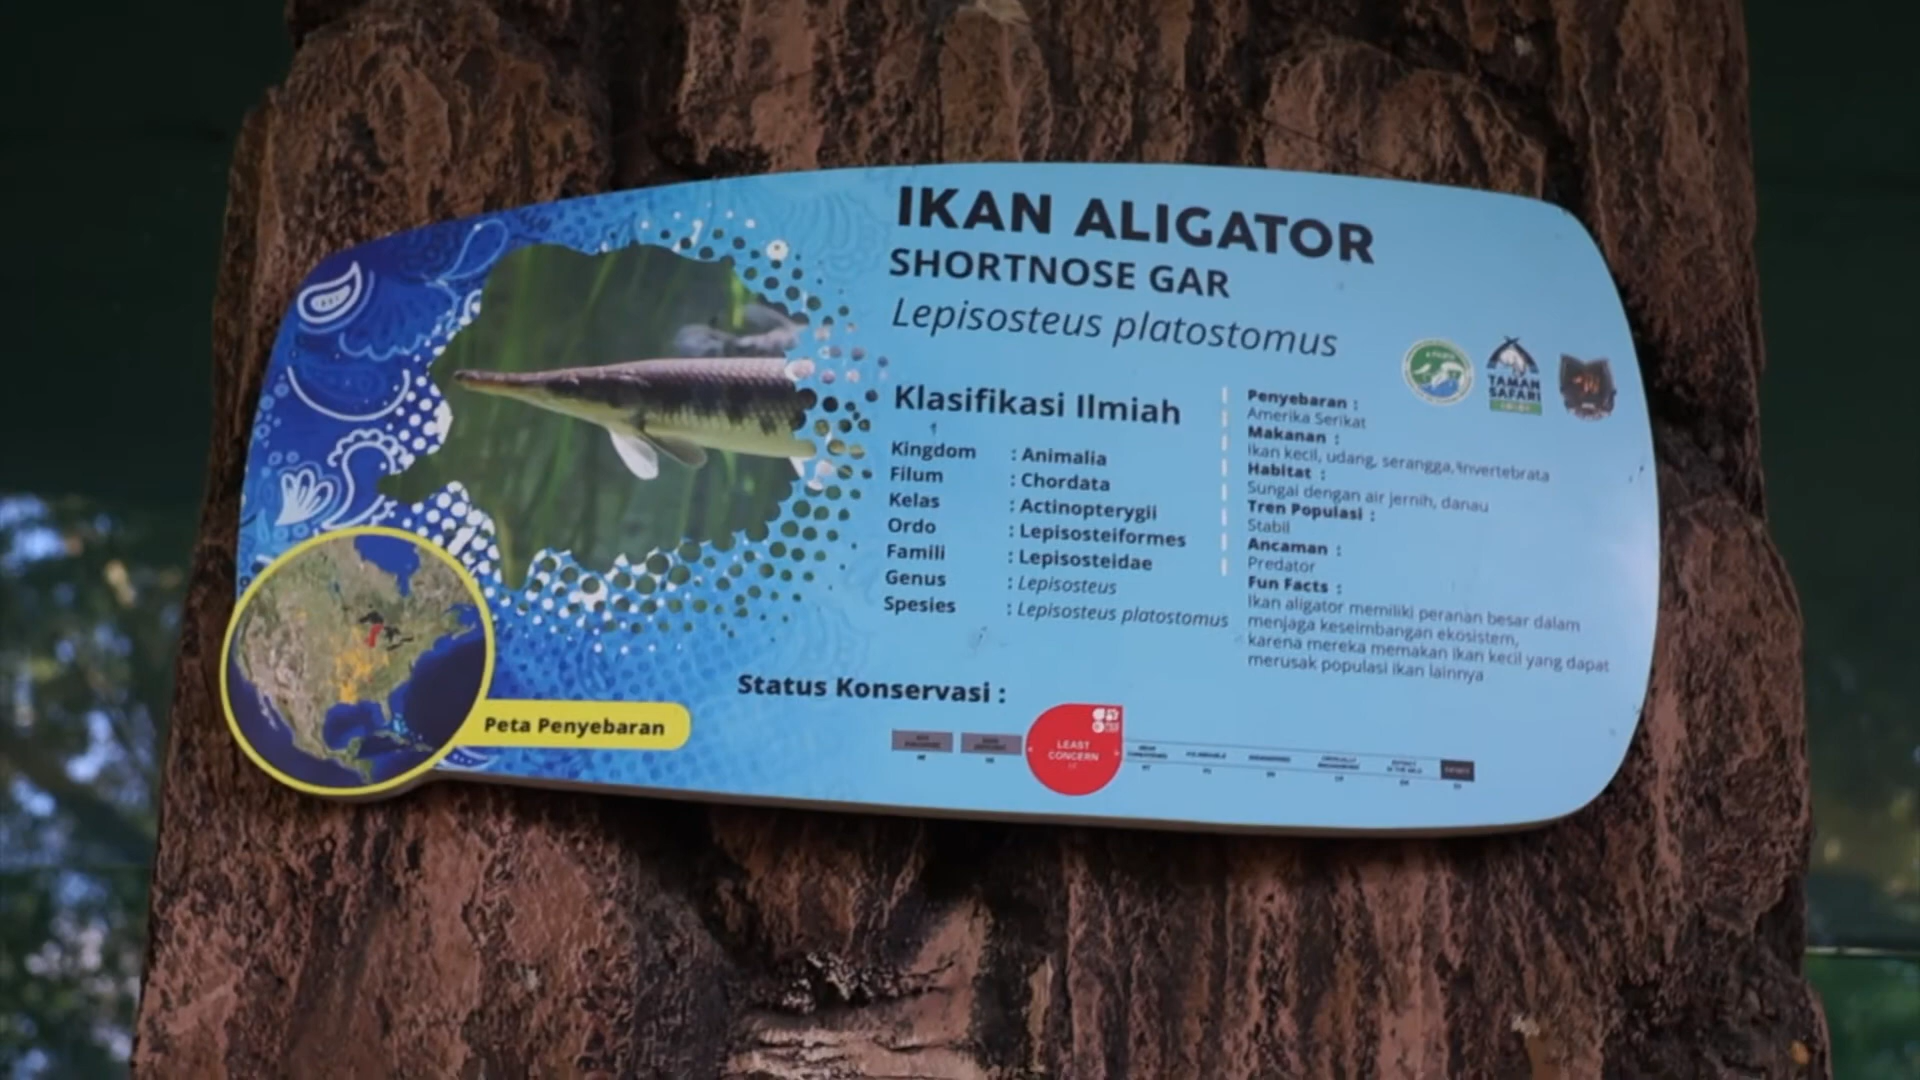 IKAN ALIGATOR
SHORTNOSE GAR
Lepisosteus platostomus
TAMAN
SAFARI
Klasifikasi Ilmiah
Kingdom : Animalia
Filum : Chordata
Kelas : Actinopterygii
Ordo : Lepisosteiformes
Famili : Lepisosteidae
Genus : Lepisosteus
Spesies : Lepisosteus platostomus
Penyebaran :
Amerika Serikat
Makanan :
Ikan kecil, udang, serangga, invertebrata
Habitat :
Sungai dengan air jernih, danau
Tren Populasi :
Stabil
Ancaman :
Predator
Fun Facts :
Ikan aligator memiliki peranan besar dalam
menjaga keseimbangan ekosistem,
karena mereka memakan ikan kecil yang dapat
merusak populasi ikan lainnya
Peta Penyebaran
Status Konservasi :
LEAST
CONCERN